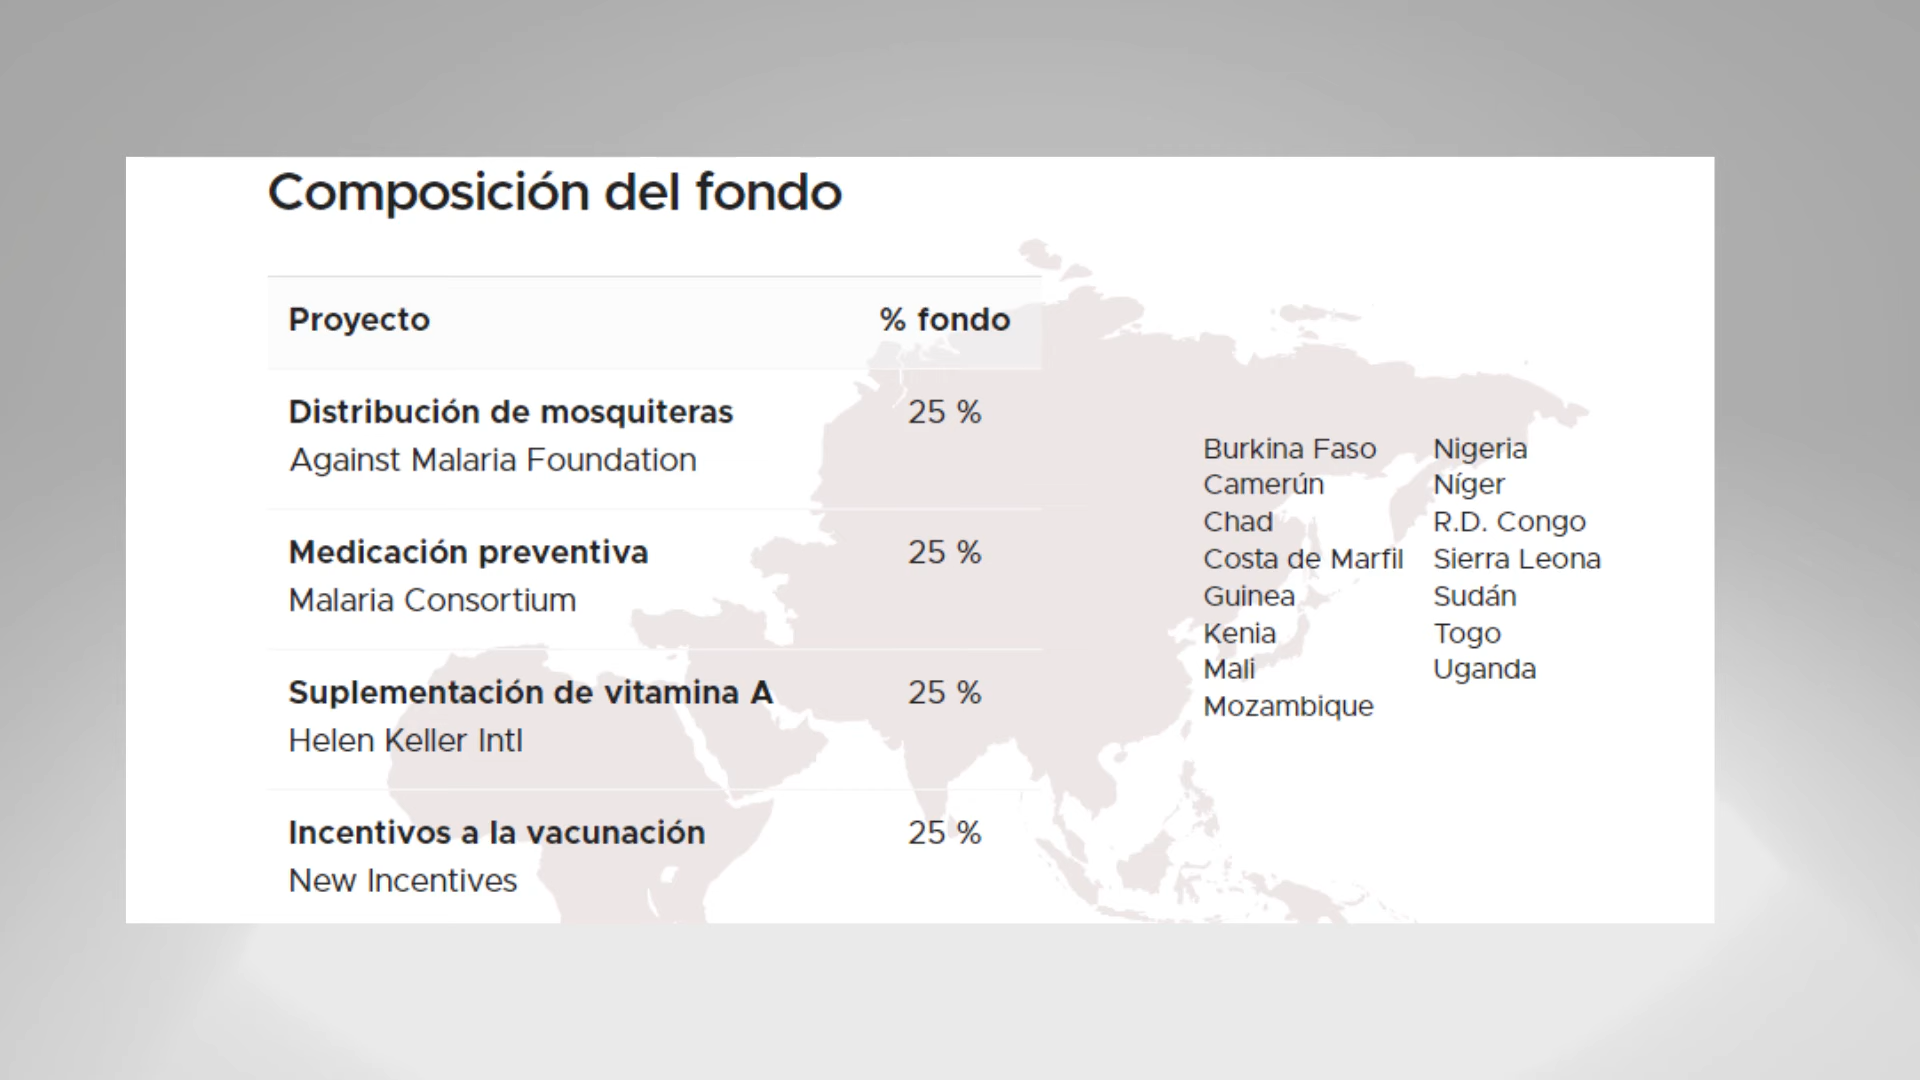 Composición del fondo
Proyecto % fondo
Distribución de mosquiteras 25 %
Against Malaria Foundation
Medicación preventiva 25 %
Malaria Consortium
Suplementación de vitamina A 25 %
Helen Keller Intl
Incentivos a la vacunación 25 %
New Incentives
Burkina Faso
Camerún
Chad
Costa de Marfil
Guinea
Kenia
Mali
Mozambique
Nigeria
Níger
R.D. Congo
Sierra Leona
Sudán
Togo
Uganda